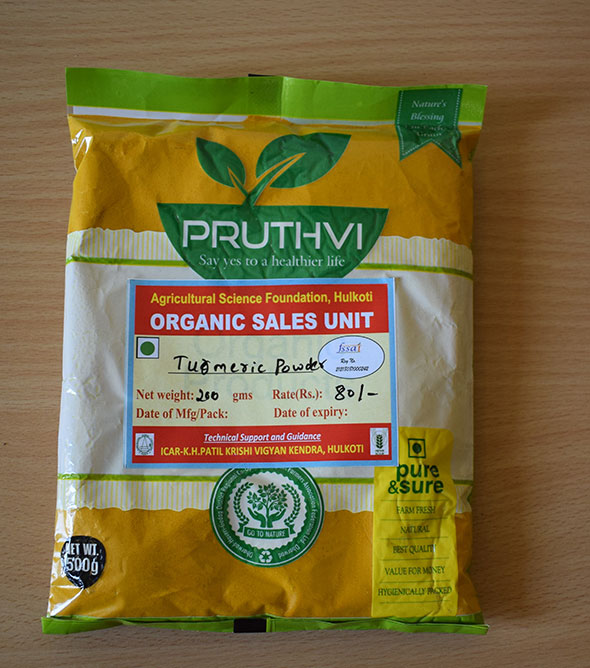 Nature's
Blessing
PRUTHVI
Say yes to a healthier life
Agricultural Science Foundation, Hulkoti
ORGANIC SALES UNIT
Turmeric Powder
fssai
Reg No.
Net weight: 200 gms Rate(Rs.): 80/-
Date of Mfg/Pack: Date of expiry:
Technical Support and Guidance
ICAR-K.H.PATIL KRISHI VIGYAN KENDRA, HULKOTI
pure
&sure
FARM FRESH
NATURAL
BEST QUALITY
VALUE FOR MONEY
HYGIENICALLY PACKED
GO TO NATURE
NET WT.
500g